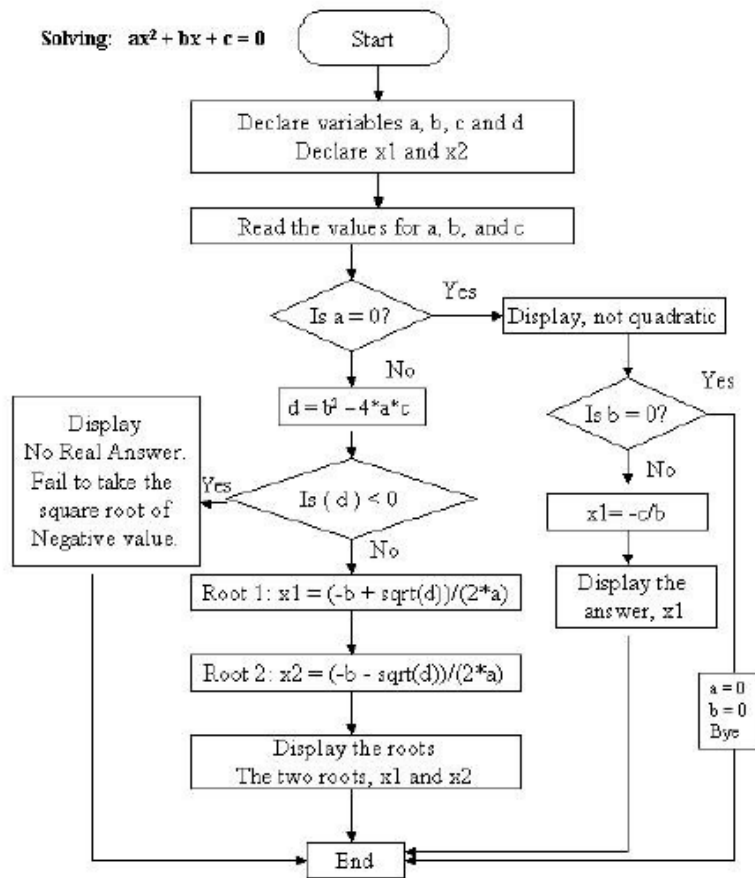 Solving: ax² + bx + c = 0
Start
Declare variables a, b, c and d
Declare x1 and x2
Read the values for a, b, and c
Is a = 0?
Yes
Display, not quadratic
No
d = b² - 4*a*c
Is b = 0?
Yes
No
Display
No Real Answer.
Fail to take the
square root of
Negative value.
Yes
Is ( d ) < 0
No
x1= -c/b
Display the
answer, x1
Root 1: x1 = (-b + sqrt(d))/(2*a)
Root 2: x2 = (-b - sqrt(d))/(2*a)
a = 0
b = 0
Bye
Display the roots
The two roots, x1 and x2
End